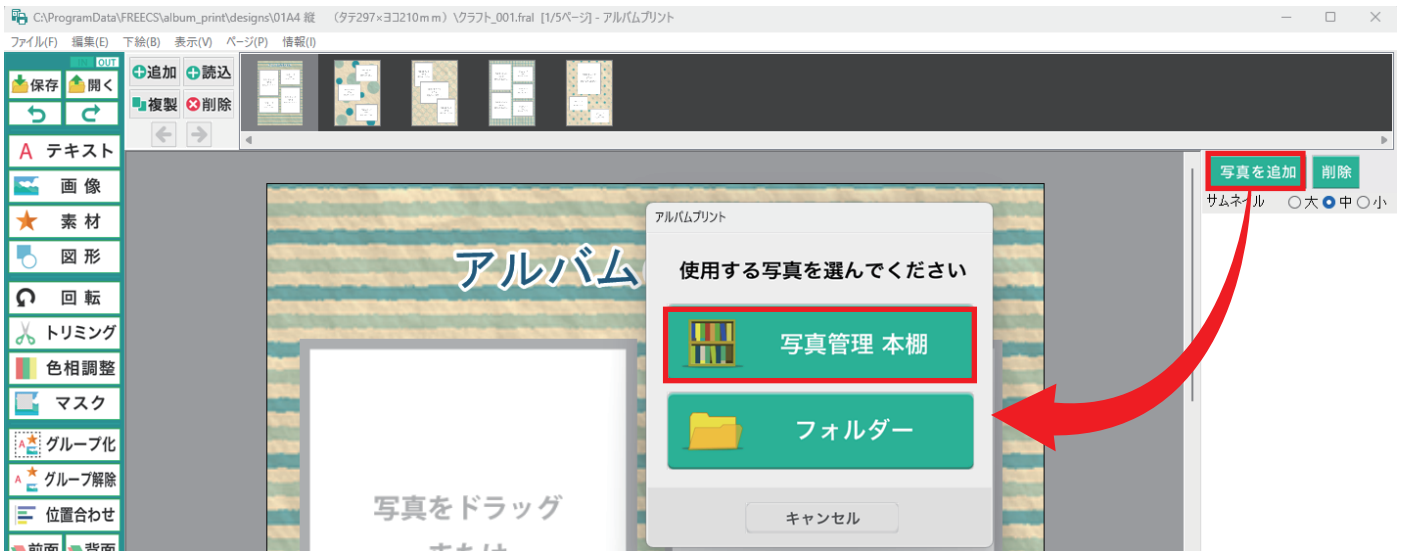 C:\ProgramData\FREECS\album_print\designs\01A4 縦　（タテ297×ヨコ210ｍｍ）\クラフト_001.fral [1/5ページ] - アルバムプリント
ファイル(F) 編集(E) 下絵(B) 表示(V) ページ(P) 情報(I)
IN OUT
保存 開く
追加 読込
複製 削除
テキスト
画像
素材
図形
回転
トリミング
色相調整
マスク
グループ化
グループ解除
位置合わせ
前面 背面
写真を追加 削除
サムネイル 大 中 小
アルバム
写真をドラッグ
または
アルバムプリント
使用する写真を選んでください
写真管理 本棚
フォルダー
キャンセル